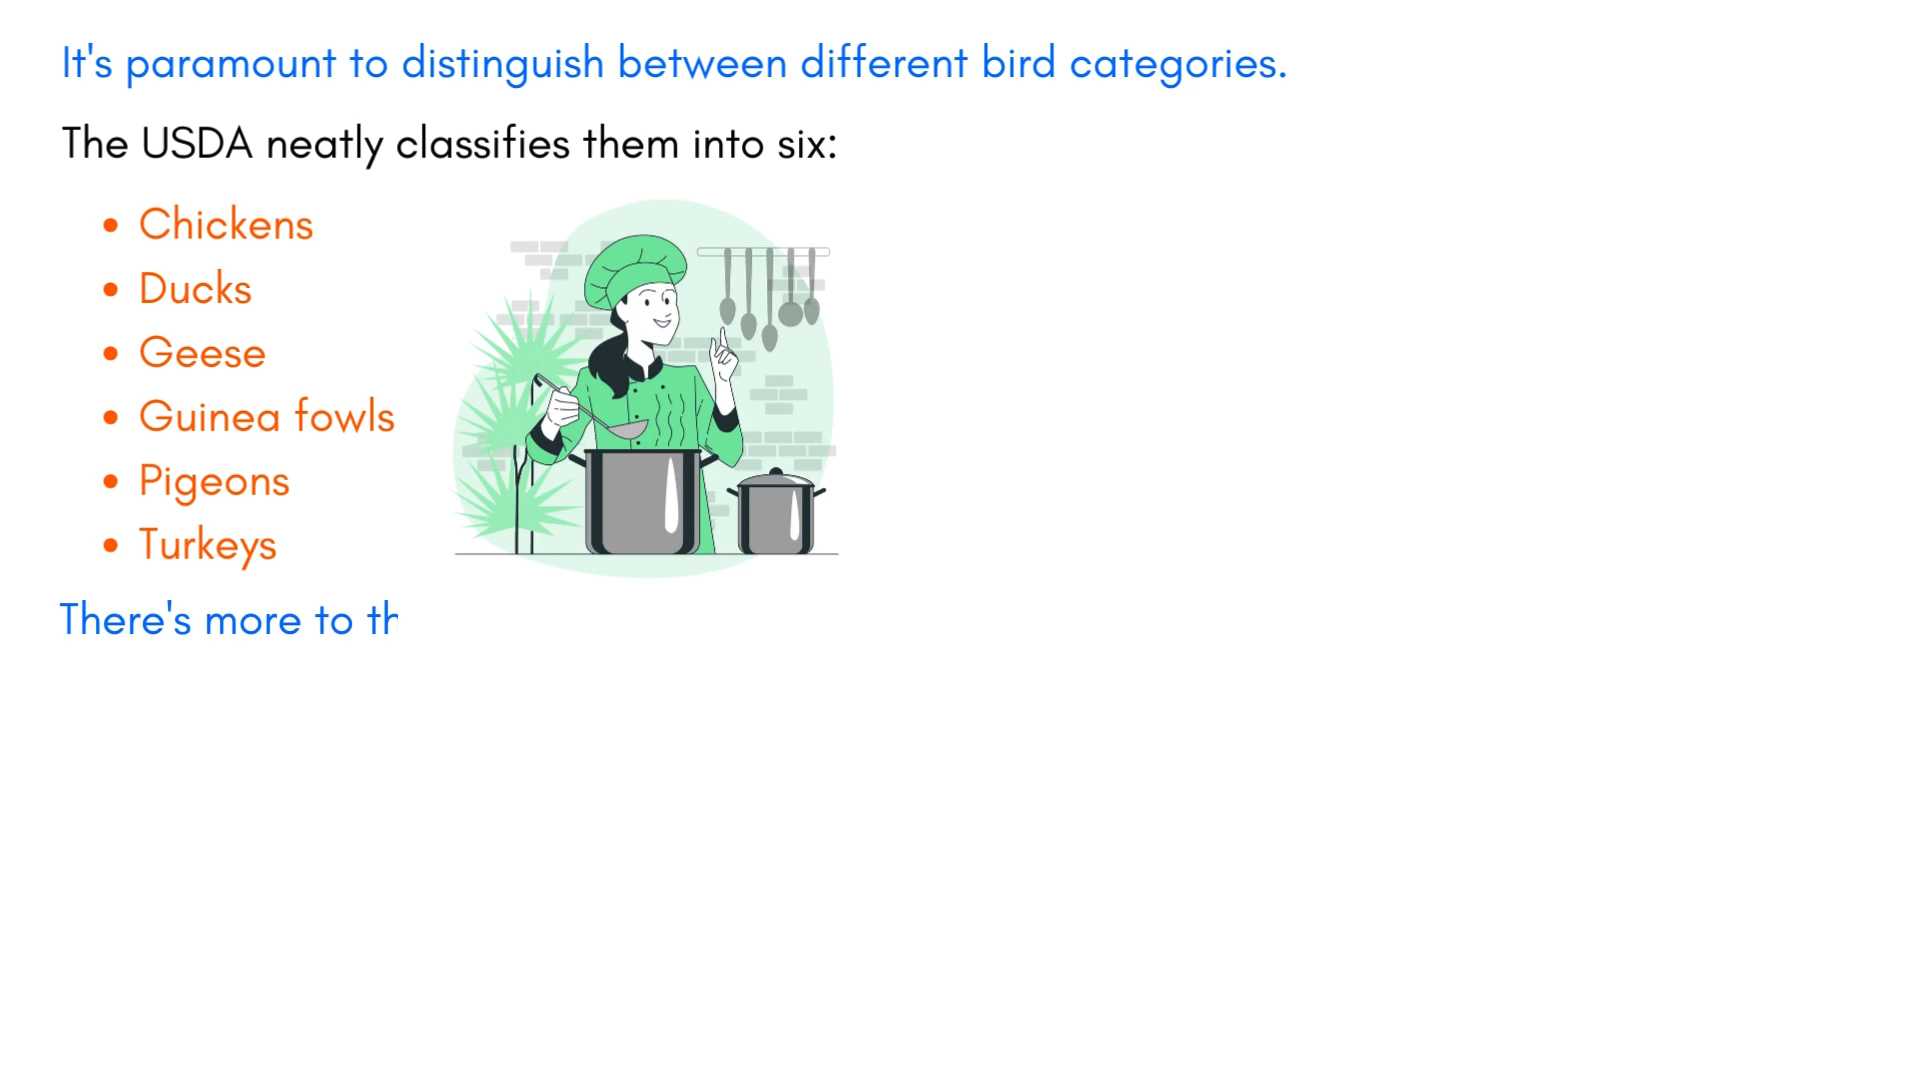 It's paramount to distinguish between different bird categories.
The USDA neatly classifies them into six:
• Chickens
• Ducks
• Geese
• Guinea fowls
• Pigeons
• Turkeys
There's more to th